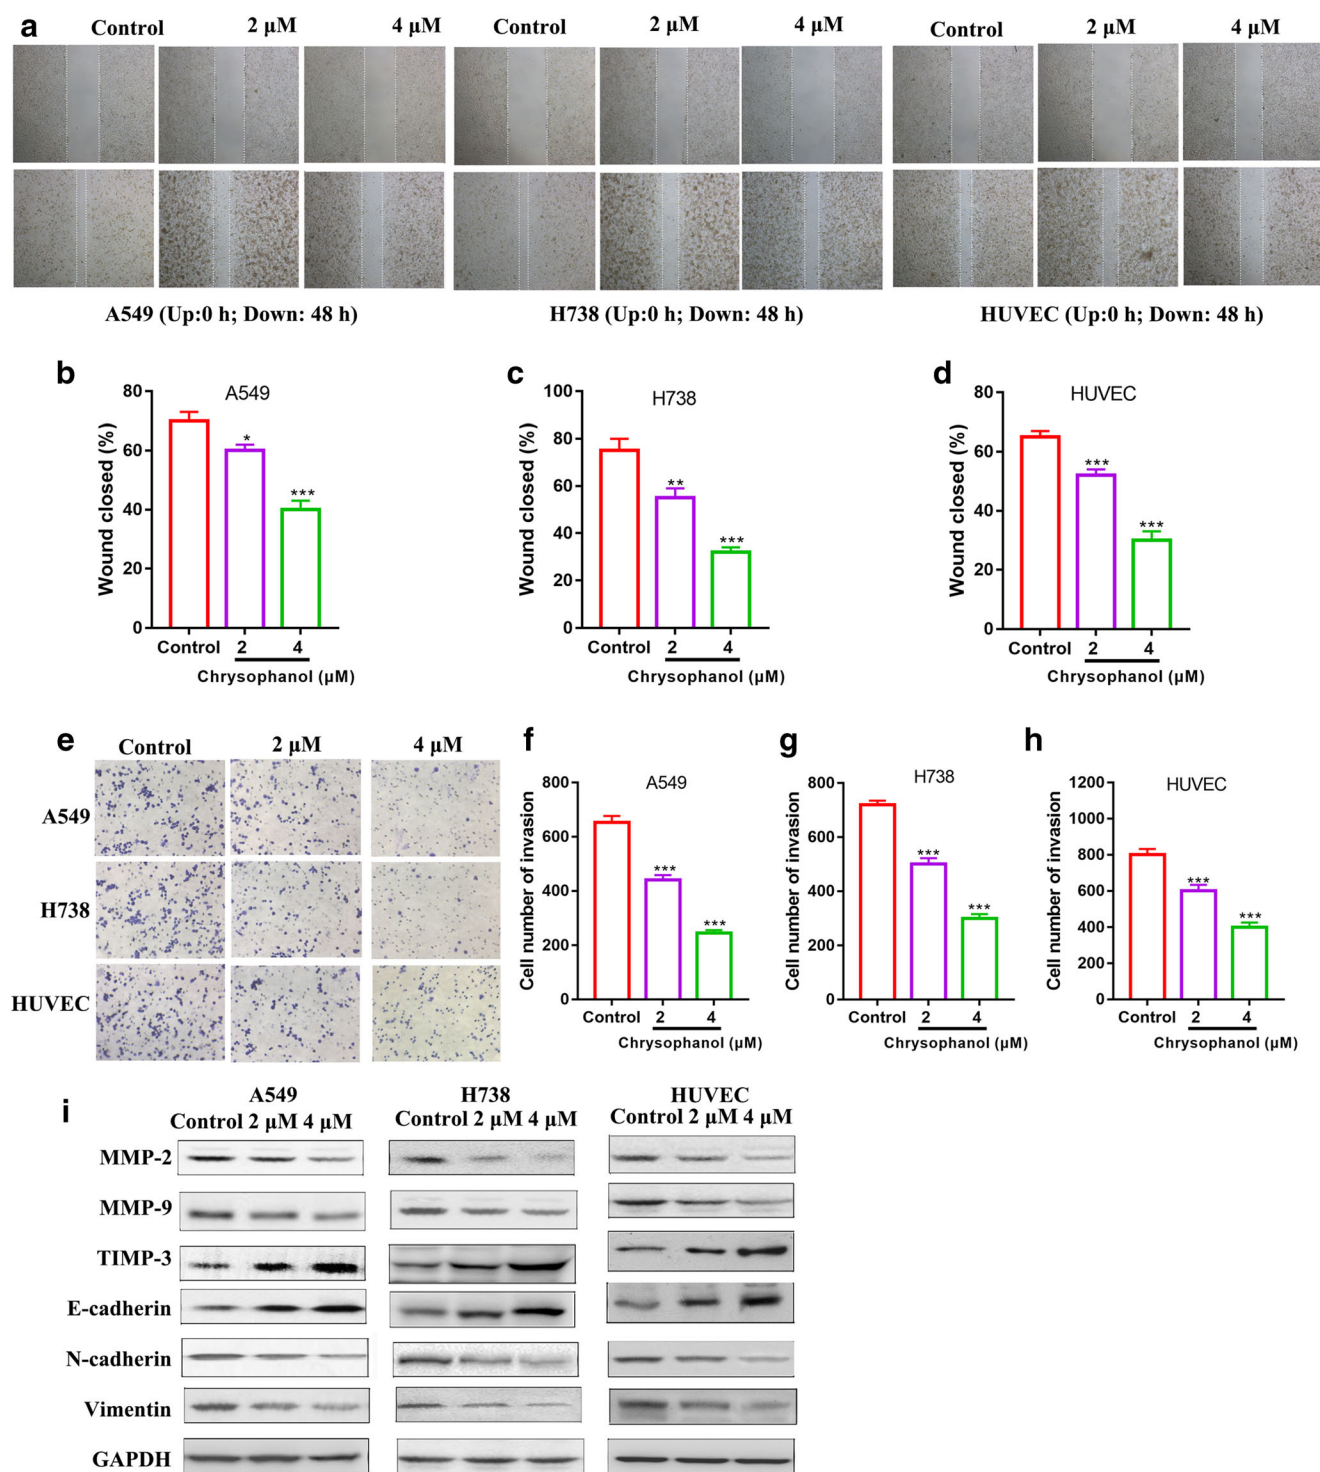 a
Control 2 μM 4 μM Control 2 μM 4 μM Control 2 μM 4 μM
A549 (Up:0 h; Down: 48 h) H738 (Up:0 h; Down: 48 h) HUVEC (Up:0 h; Down: 48 h)
b
A549
Wound closed (%)
80
60
40
20
0
* ***
Control 2 4
Chrysophanol (μM)
c
H738
Wound closed (%)
100
80
60
40
20
0
** ***
Control 2 4
Chrysophanol (μM)
d
HUVEC
Wound closed (%)
80
60
40
20
0
*** ***
Control 2 4
Chrysophanol (μM)
e
Control 2 μM 4 μM
A549
H738
HUVEC
f
A549
Cell number of invasion
800
600
400
200
0
*** ***
Control 2 4
Chrysophanol (μM)
g
H738
Cell number of invasion
800
600
400
200
0
*** ***
Control 2 4
Chrysophanol (μM)
h
HUVEC
Cell number of invasion
1200
1000
800
600
400
200
0
*** ***
Control 2 4
Chrysophanol (μM)
i
A549 H738 HUVEC
Control 2 μM 4 μM Control 2 μM 4 μM Control 2 μM 4 μM
MMP-2
MMP-9
TIMP-3
E-cadherin
N-cadherin
Vimentin
GAPDH